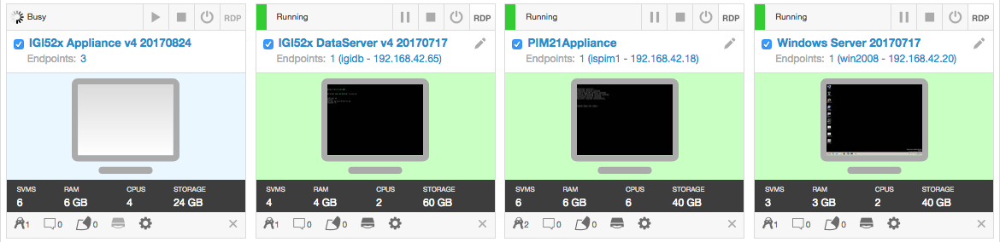 Busy RDP
IGI52x Appliance v4 20170824
Endpoints: 3
SVMS RAM CPUS STORAGE
6 6 GB 4 24 GB
1 0 0
Running RDP
IGI52x DataServer v4 20170717
Endpoints: 1 (igidb - 192.168.42.65)
SVMS RAM CPUS STORAGE
4 4 GB 2 60 GB
1 0 0
Running RDP
PIM21Appliance
Endpoints: 1 (ispim1 - 192.168.42.18)
SVMS RAM CPUS STORAGE
6 6 GB 6 40 GB
2 0 0
Running RDP
Windows Server 20170717
Endpoints: 1 (win2008 - 192.168.42.20)
SVMS RAM CPUS STORAGE
3 3 GB 2 40 GB
1 0 0